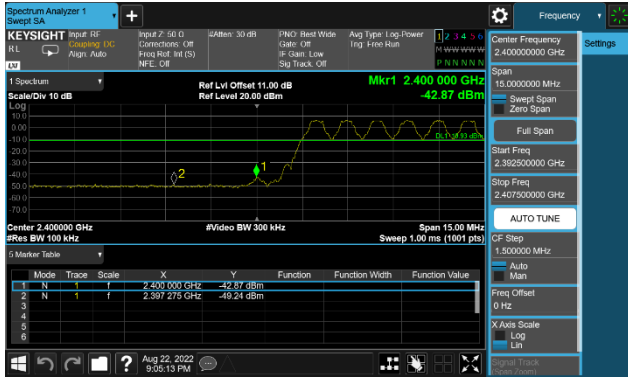 Spectrum Analyzer 1
Swept SA
Frequency
KEYSIGHT
RL
Input: RF
Coupling: DC
Align: Auto
Input Z: 50 Ω
Corrections: Off
Freq Ref: Int (S)
NFE: Off
#Atten: 30 dB
PNO: Best Wide
Gate: Off
IF Gain: Low
Sig Track: Off
Avg Type: Log-Power
Trig: Free Run
1 2 3 4 5 6
M W W W W W
P N N N N N
1 Spectrum
Scale/Div 10 dB
Ref Lvl Offset 11.00 dB
Ref Level 20.00 dBm
Mkr1 2.400 000 GHz
-42.87 dBm
Log
10.0
0.00
-10.0
-20.0
-30.0
-40.0
-50.0
-60.0
-70.0
1
2
Center 2.400000 GHz
#Res BW 100 kHz
#Video BW 300 kHz
Span 15.00 MHz
Sweep 1.00 ms (1001 pts)
5 Marker Table
Mode Trace Scale X Y Function Function Width Function Value
1 N 1 f 2.400 000 GHz -42.87 dBm
2 N 1 f 2.397 275 GHz -49.24 dBm
3
4
5
6
Aug 22, 2022
9:05:13 PM
Center Frequency
2.400000000 GHz
Settings
Span
15.0000000 MHz
Swept Span
Zero Span
Full Span
Start Freq
2.392500000 GHz
Stop Freq
2.407500000 GHz
AUTO TUNE
CF Step
1.500000 MHz
Auto
Man
Freq Offset
0 Hz
X Axis Scale
Log
Lin
Signal Track
(Span Zoom)